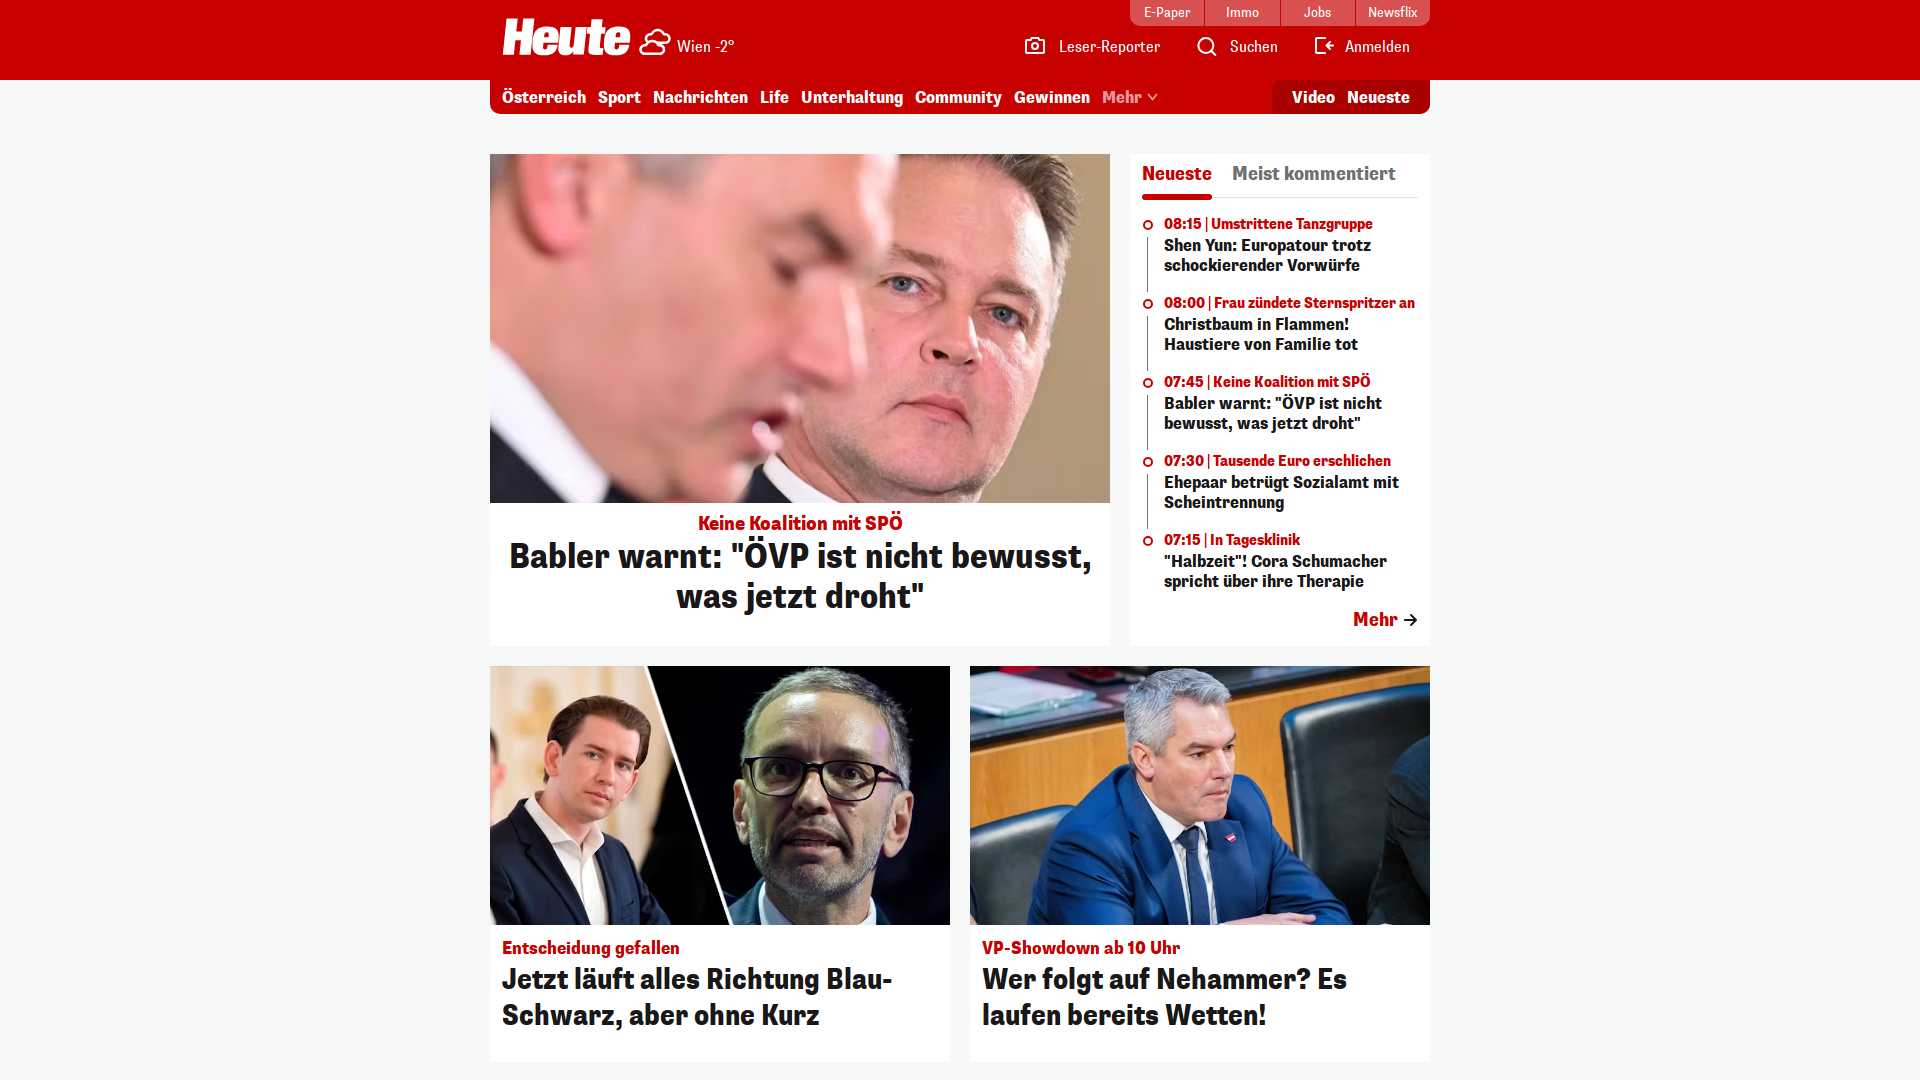 E-Paper
Immo
Jobs
Newsflix
Heute
Wien -2°
Leser-Reporter
Suchen
Anmelden
Österreich
Sport
Nachrichten
Life
Unterhaltung
Community
Gewinnen
Mehr
Video
Neueste
Keine Koalition mit SPÖ
Babler warnt: "ÖVP ist nicht bewusst,
was jetzt droht"
Neueste
Meist kommentiert
08:15 | Umstrittene Tanzgruppe
Shen Yun: Europatour trotz
schockierender Vorwürfe
08:00 | Frau zündete Sternspritzer an
Christbaum in Flammen!
Haustiere von Familie tot
07:45 | Keine Koalition mit SPÖ
Babler warnt: "ÖVP ist nicht
bewusst, was jetzt droht"
07:30 | Tausende Euro erschlichen
Ehepaar betrügt Sozialamt mit
Scheintrennung
07:15 | In Tagesklinik
"Halbzeit"! Cora Schumacher
spricht über ihre Therapie
Mehr
Entscheidung gefallen
Jetzt läuft alles Richtung Blau-
Schwarz, aber ohne Kurz
VP-Showdown ab 10 Uhr
Wer folgt auf Nehammer? Es
laufen bereits Wetten!